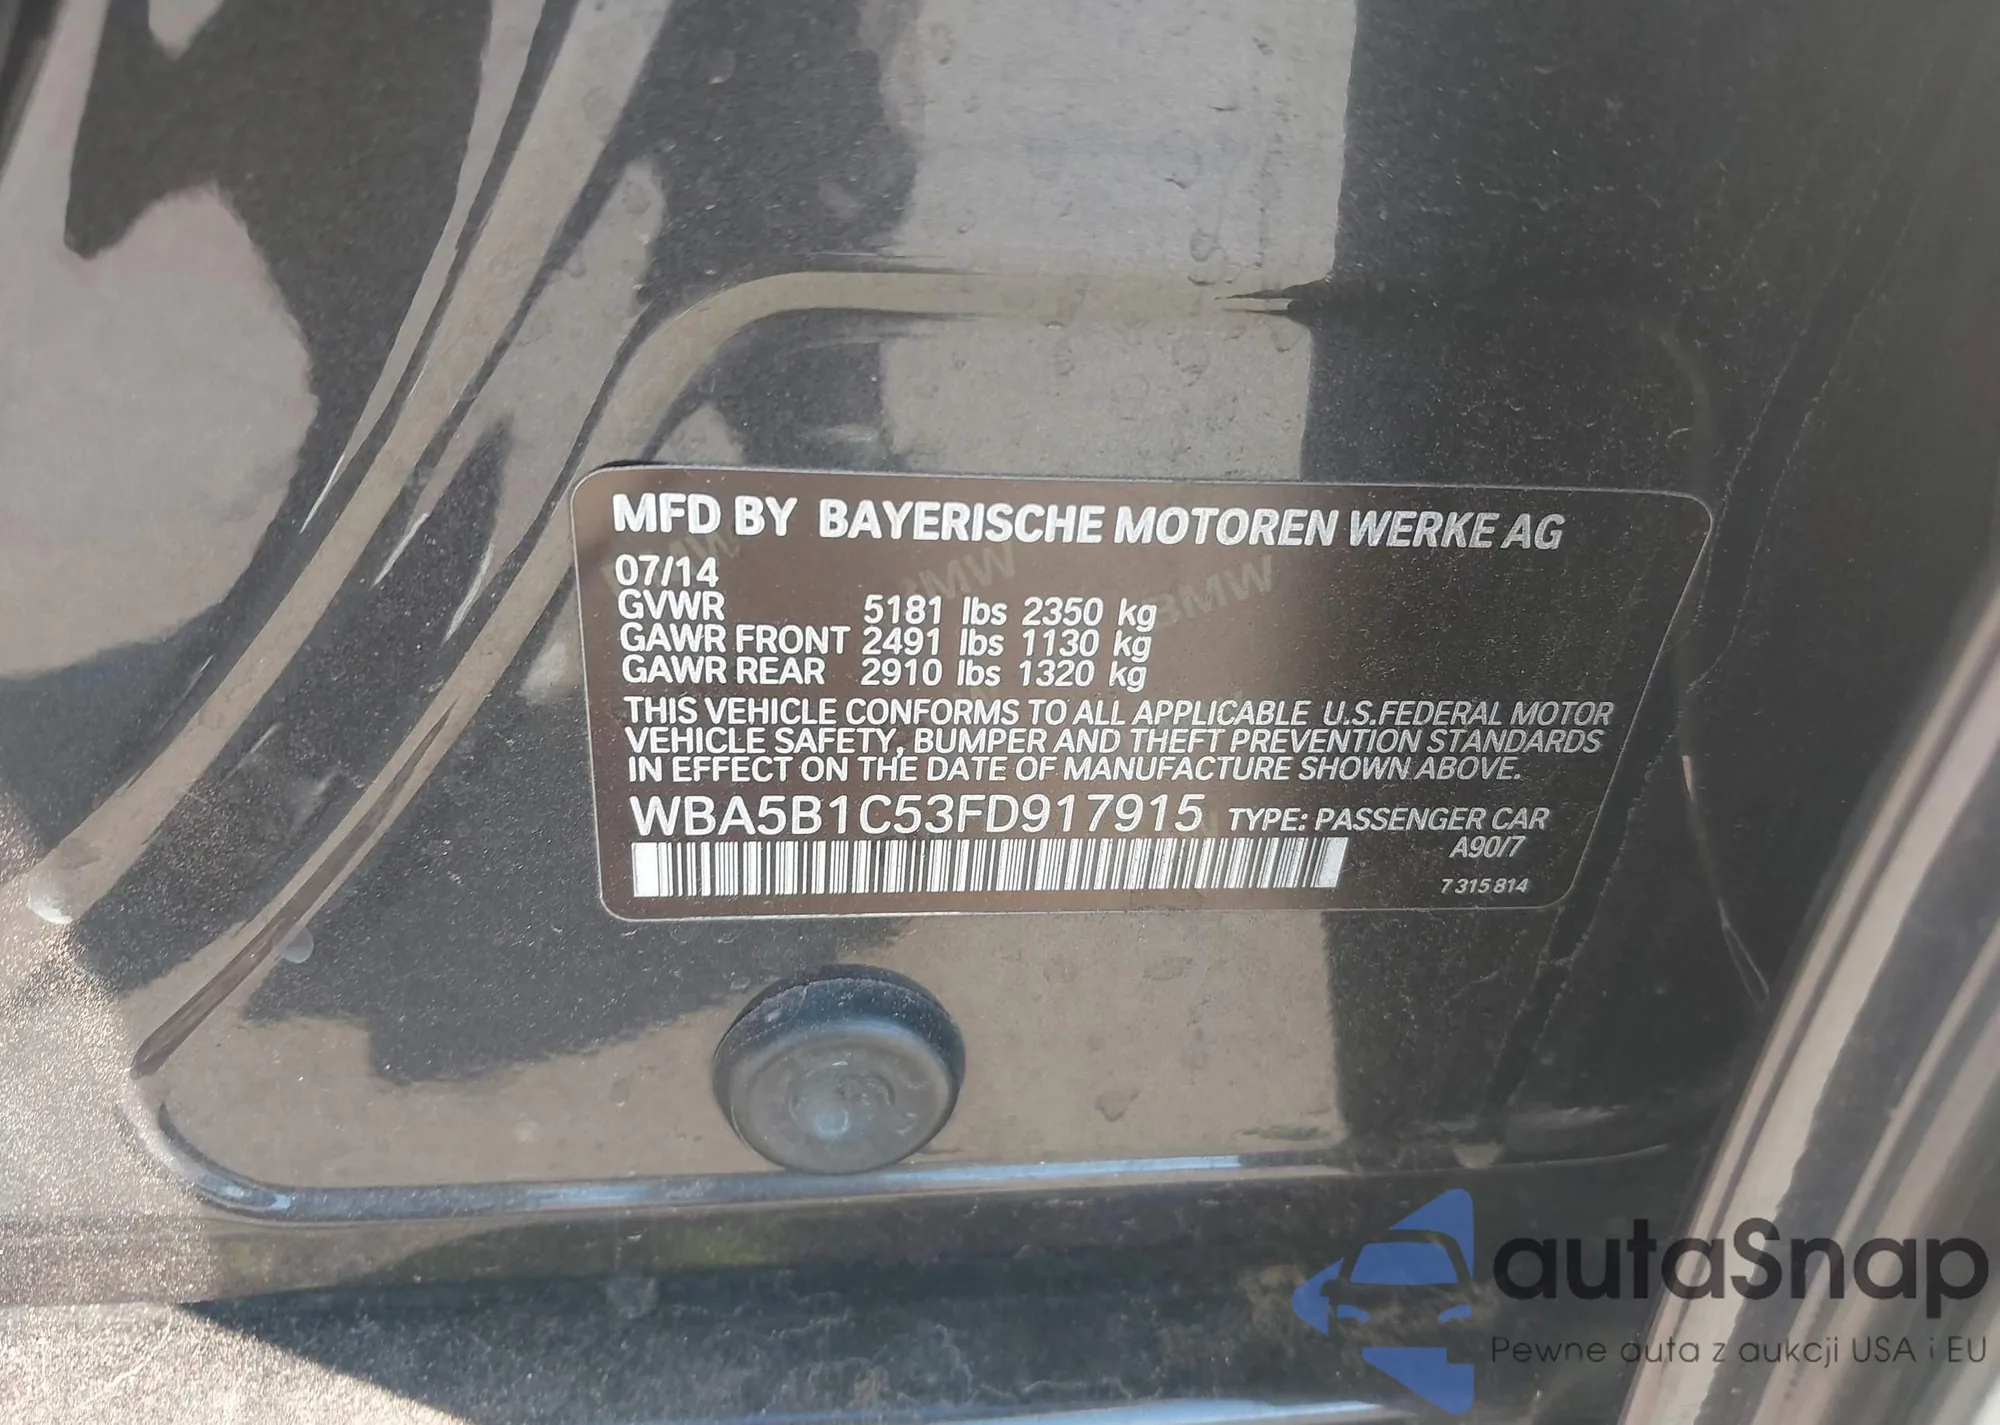 MFD BY BAYERISCHE MOTOREN WERKE AG
07/14
GVWR 5181 lbs 2350 kg
GAWR FRONT 2491 lbs 1130 kg
GAWR REAR 2910 lbs 1320 kg
THIS VEHICLE CONFORMS TO ALL APPLICABLE U.S.FEDERAL MOTOR
VEHICLE SAFETY, BUMPER AND THEFT PREVENTION STANDARDS
IN EFFECT ON THE DATE OF MANUFACTURE SHOWN ABOVE.
WBA5B1C53FD917915 TYPE: PASSENGER CAR
A90/7
7 315 814
BMW BMW BMW
autaSnap
Pewne auta z aukcji USA i EU